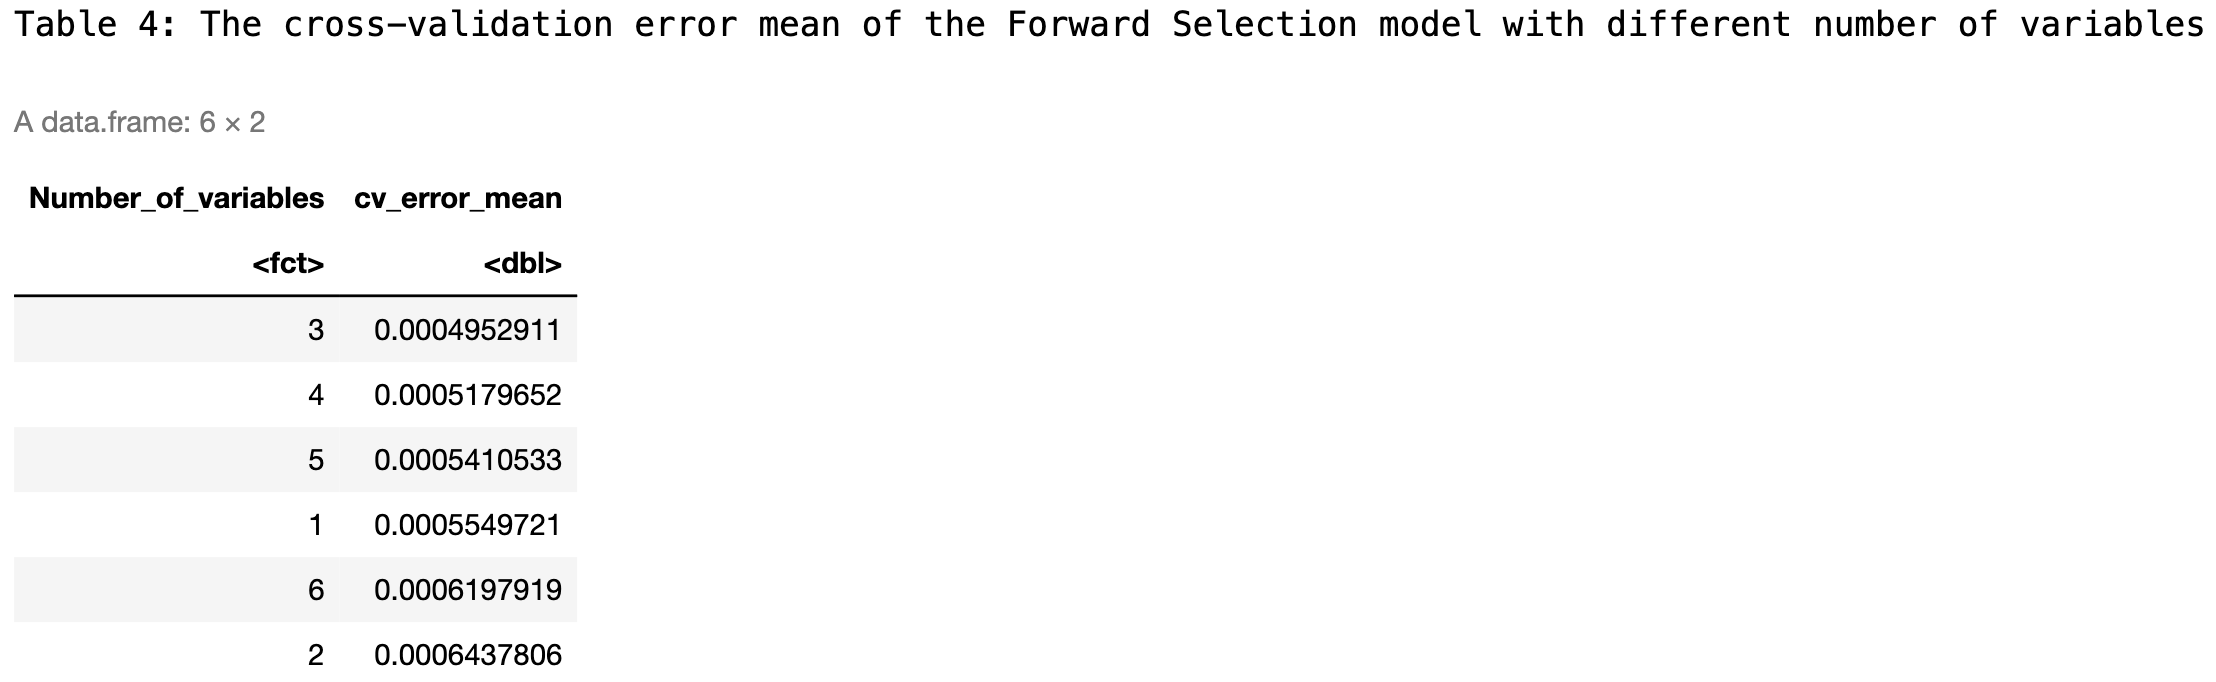 Table 4: The cross-validation error mean of the Forward Selection model with different number of variables
A data.frame: 6 × 2
Number_of_variables cv_error_mean
<fct> <dbl>
3 0.0004952911
4 0.0005179652
5 0.0005410533
1 0.0005549721
6 0.0006197919
2 0.0006437806